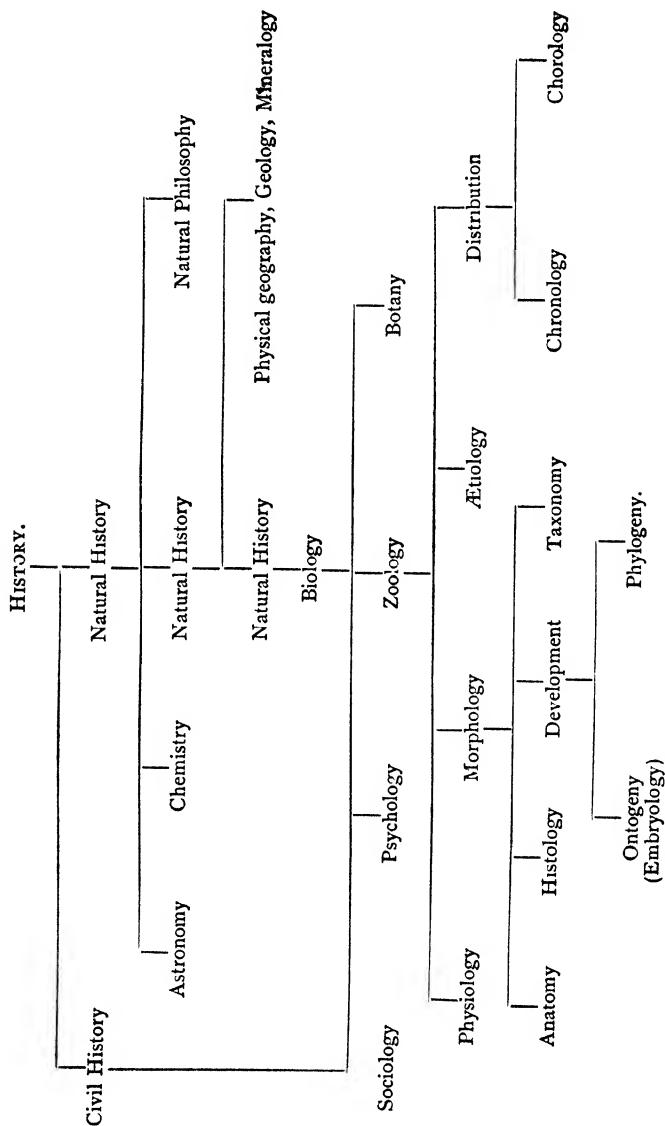 HISTORY.
Civil History
Natural History
Astronomy
Chemistry
Natural History
Natural Philosophy
Natural History
Physical geography, Geology, Mineralogy
Biology
Sociology
Psychology
Zoology
Botany
Physiology
Morphology
Ætiology
Distribution
Anatomy
Histology
Development
Taxonomy
Chronology
Chorology
Ontogeny
(Embryology)
Phylogeny.